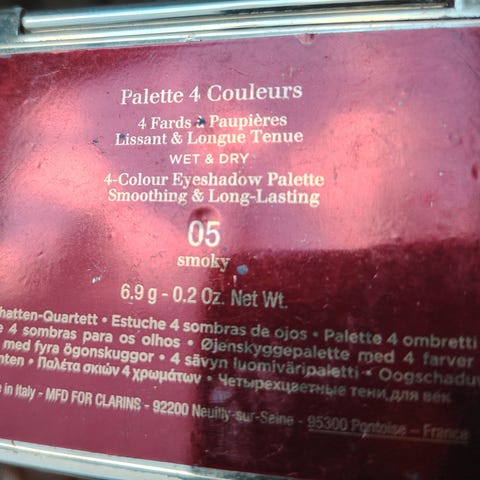 Palette 4 Couleurs
4 Fards à Paupières
Lissant & Longue Tenue
WET & DRY
4-Colour Eyeshadow Palette
Smoothing & Long-Lasting
05
smoky
6.9 g - 0.2 Oz. Net Wt.
hatten-Quartett • Estuche 4 sombras de ojos • Palette 4 ombretti
4 sombras para os olhos • Øjenskyggepalette med 4 farver
med fyra ögonskuggor • 4 sävyn luomiväripaletti • Oogschaduw
nten • Παλέτα σκιών 4 χρωμάτων • Четырехцветные тени для век
in Italy - MFD FOR CLARINS - 92200 Neuilly-sur-Seine - 95300 Pontoise - France